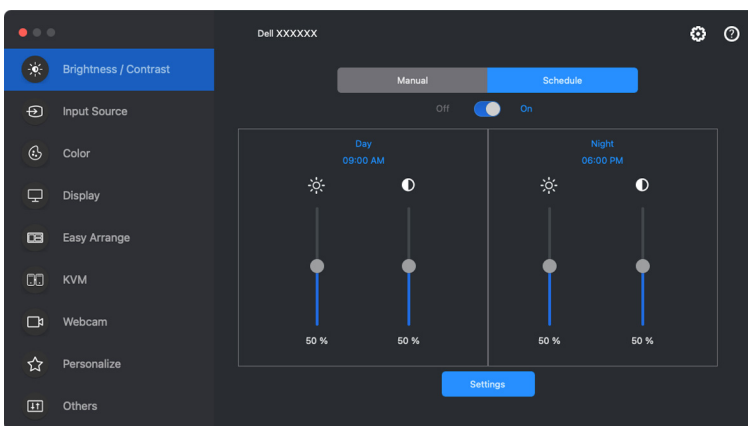 Dell XXXXXX
Brightness / Contrast
Input Source
Color
Display
Easy Arrange
KVM
Webcam
Personalize
Others
Manual Schedule
Off On
Day Night
09:00 AM 06:00 PM
50 % 50 % 50 % 50 %
Settings